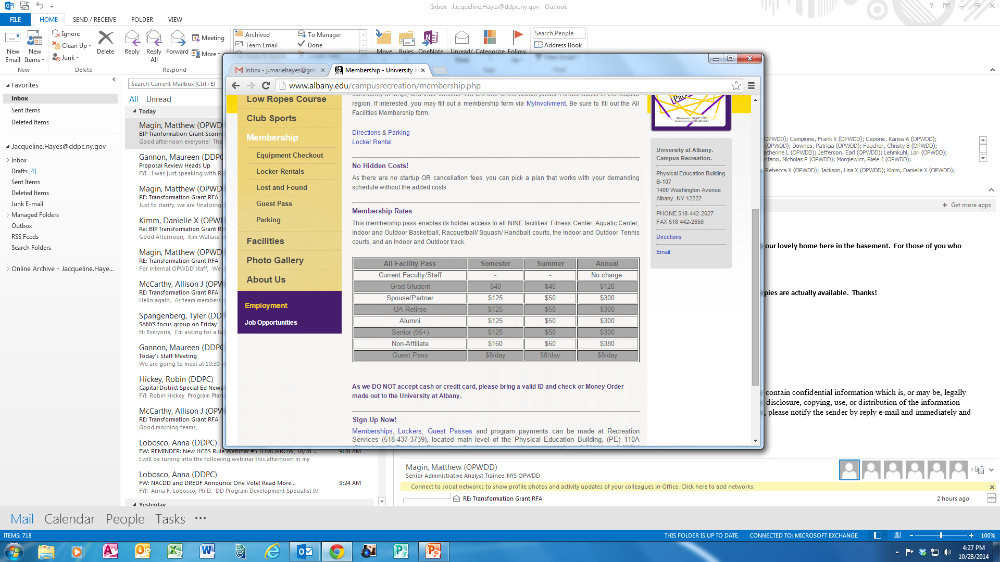 Inbox - Jacqueline.Hayes@ddpc.ny.gov - Outlook
FILE HOME SEND / RECEIVE FOLDER VIEW
New Email
New Items
New
Ignore
Clean Up
Junk
Delete
Delete
Reply
Reply All
Forward
Meeting
More
Respond
Archived
To Manager
Team Email
Done
Move
Rules
OneNote
Unread/
Categorize
Follow
Search People
Address Book
Favorites
Inbox
Sent Items
Deleted Items
Jacqueline.Hayes@ddpc.ny.gov
Inbox
Drafts [4]
Sent Items
Deleted Items
Junk E-mail
Managed Folders
Outbox
RSS Feeds
Search Folders
Online Archive - Jacqueline.Haye...
Search Current Mailbox (Ctrl+E)
All Unread
Today
Magin, Matthew (OPWD
BIP Tranformation Grant Scorin
Good afternoon everyone! The
Gannon, Maureen (DDPC
Proposal Review Heads Up
FYI - I was just speaking with R
Magin, Matthew (OPWD
RE: Transformation Grant RFA
Just to clarify, we are finalizing
Kimm, Danielle X (OPWD
Re: BIP Transformation Grant R
Good Afternoon, Kim Wallace
Magin, Matthew (OPWD
RE: Transformation Grant RFA
For internal OPWDD staff, We
McCarthy, Allison J (OPW
RE: Transformation Grant RFA
Hello again, As team members
Spangenberg, Tyler (DD
SANYS focus group on Friday
Hi Everyone, I'm asking for a fa
Gannon, Maureen (DDPC
Today's Staff Meeting
We are going to meet at 10:30
Hickey, Robin (DDPC)
Capital District Special Ed News
FYI Robin Hickey Program Plan
McCarthy, Allison J (OPW
RE: Transformation Grant RFA
Good morning teams,
Lobosco, Anna (DDPC)
FW: REMINDER: New HCBS Rule Webinar #5 TOMORROW, 10/28 ... 9:28 AM
I will be tuning into the following webinar this afternoon in my
Lobosco, Anna (DDPC)
FW: NACDD and DREDF Announce One Vote! Read More... 9:24 AM
FYI! Anna F. Lobosco, Ph.D. DD Program Development Specialist IV
Yesterday
Inbox - j.mariehayes@gm
Membership - University a
www.albany.edu/campusrecreation/membership.php
Low Ropes Course
Club Sports
Membership
Equipment Checkout
Locker Rentals
Lost and Found
Guest Pass
Parking
Facilities
Photo Gallery
About Us
Employment
Job Opportunities
region. If interested, you may fill out a membership form via MyInvolvment. Be sure to fill out the All
Facilities Membership form.
Directions & Parking
Locker Rental
No Hidden Costs!
As there are no startup OR cancellation fees, you can pick a plan that works with your demanding
schedule without the added costs.
Membership Rates
This membership pass enables its holder access to all NINE facilities: Fitness Center, Aquatic Center,
Indoor and Outdoor Basketball, Racquetball/ Squash/ Handball courts, the Indoor and Outdoor Tennis
courts, and an Indoor and Outdoor track.
All Facility Pass Semester Summer Annual
Current Faculty/Staff - - No charge
Grad Student $40 $40 $120
Spouse/Partner $125 $50 $300
UA Retiree $125 $50 $300
Alumni $125 $50 $300
Senior (65+) $125 $50 $300
Non-Affiliate $160 $60 $380
Guest Pass $8/day $8/day $8/day
As we DO NOT accept cash or credit card, please bring a valid ID and check or Money Order
made out to the University at Albany.
Sign Up Now!
Memberships, Lockers, Guest Passes and program payments can be made at Recreation
Services (518-437-3739), located main level of the Physical Education Building, (PE) 110A
Membership: 518.437.3739
Administration: 518.442.2627
University at Albany.
Campus Recreation.
Physical Education Building
B-107
1400 Washington Avenue
Albany, NY 12222
PHONE 518-442-2627
FAX 518 442-2650
Directions
Email
OPWDD); Campione, Frank X (OPWDD); Capone, Karisa A (OPWDD);
(OPWDD); Downes, Patricia (OPWDD); Faucher, Christy B (OPWDD);
atherine L (OPWDD); Jefferson, Earl (OPWDD); Lehmkuhl, Lori (OPWDD);
ntano, Nicholas P (OPWDD); Morgiewicz, Riele J (OPWDD);
Rebecca X (OPWDD); Jackson, Lisa X (OPWDD); Kimm, Danielle X (OPWDD);
Get more apps
our lovely home here in the basement. For those of you who
pies are actually available. Thanks!
contain confidential information which is, or may be, legally
disclosure, copying, use, or distribution of the information
, please notify the sender by reply e-mail and immediately and
Magin, Matthew (OPWDD)
Senior Administrative Analyst Trainee NYS OPWDD
Connect to social networks to show profile photos and activity updates of your colleagues in Office. Click here to add networks.
RE: Transformation Grant RFA 2 hours ago
Mail Calendar People Tasks ...
ITEMS: 718
THIS FOLDER IS UP TO DATE. CONNECTED TO: MICROSOFT EXCHANGE 100%
4:27 PM
10/28/2014